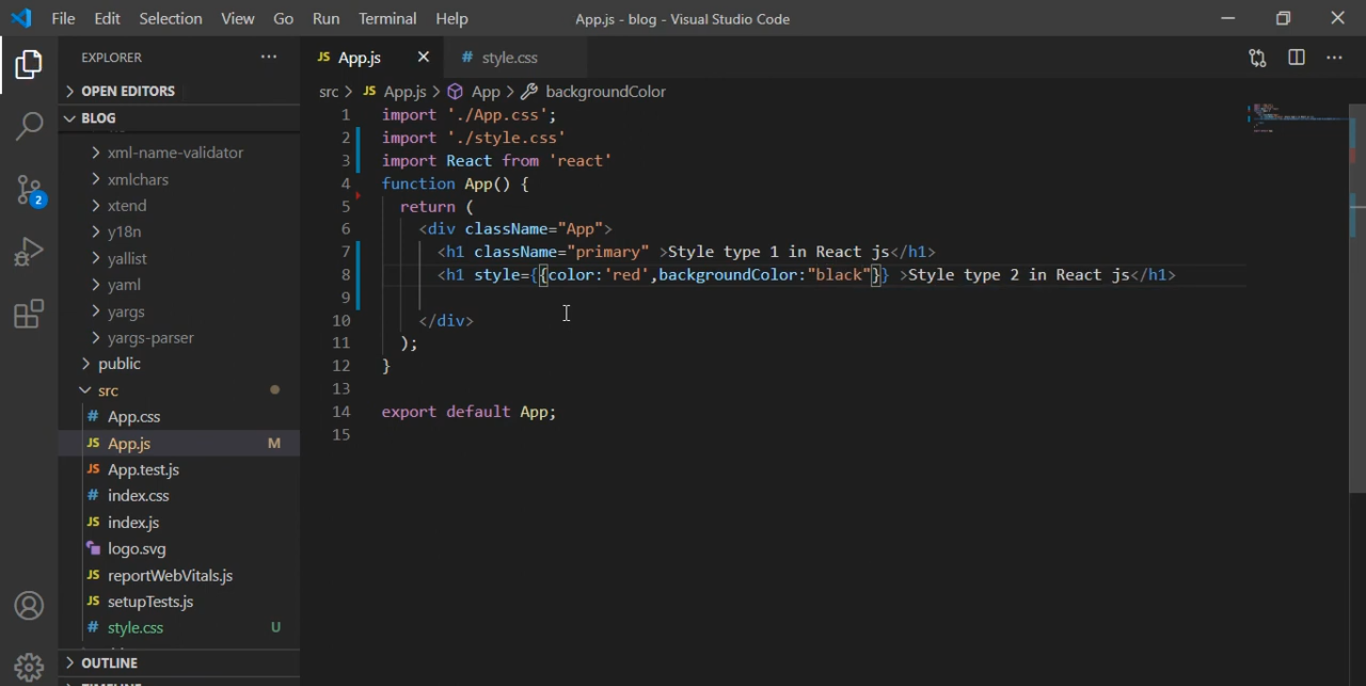 File Edit Selection View Go Run Terminal Help App.js - blog - Visual Studio Code
EXPLORER
OPEN EDITORS
BLOG
xml-name-validator
xmlchars
xtend
y18n
yallist
yaml
yargs
yargs-parser
public
src
# App.css
JS App.js M
JS App.test.js
# index.css
JS index.js
logo.svg
JS reportWebVitals.js
JS setupTests.js
# style.css U
OUTLINE
2
JS App.js # style.css
src > JS App.js > App > backgroundColor
1 import './App.css';
2 import './style.css'
3 import React from 'react'
4 function App() {
5 return (
6 <div className="App">
7 <h1 className="primary" >Style type 1 in React js</h1>
8 <h1 style={{color:'red',backgroundColor:"black"}} >Style type 2 in React js</h1>
9
10 </div>
11 );
12 }
13
14 export default App;
15